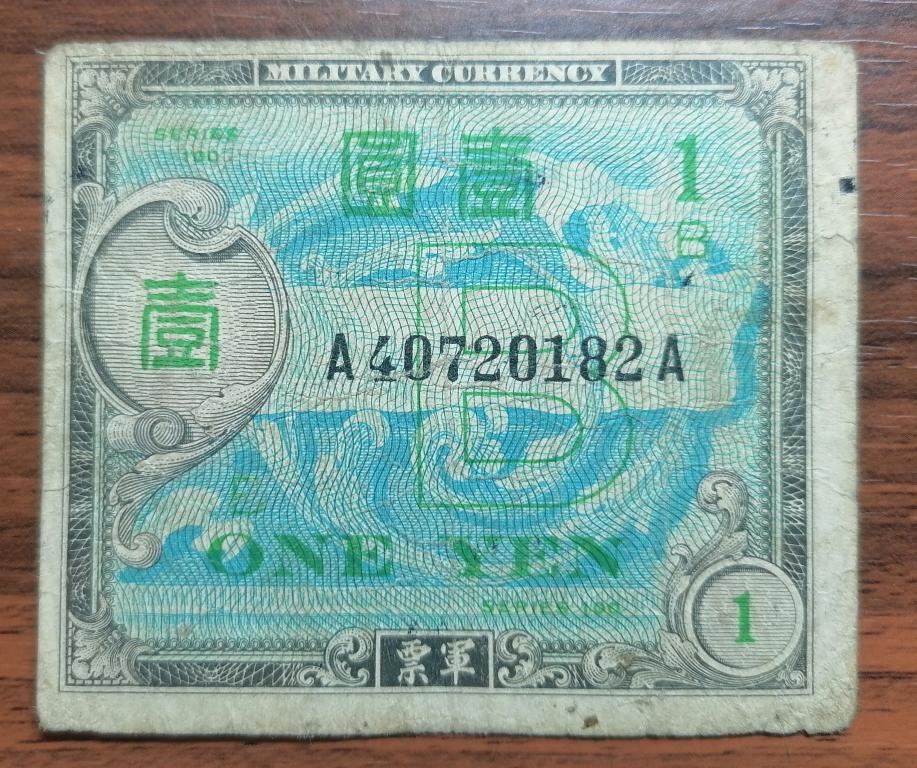 MILITARY CURRENCY
SERIES
100
圓 壹
1
B
壹
B
A40720182A
B
ONE YEN
SERIES 100
1
票軍